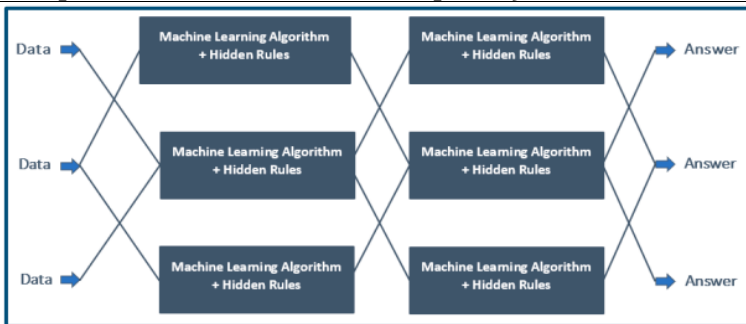 Machine Learning Algorithm
+ Hidden Rules
Machine Learning Algorithm
+ Hidden Rules
Data
Answer
Machine Learning Algorithm
+ Hidden Rules
Machine Learning Algorithm
+ Hidden Rules
Data
Answer
Machine Learning Algorithm
+ Hidden Rules
Machine Learning Algorithm
+ Hidden Rules
Data
Answer